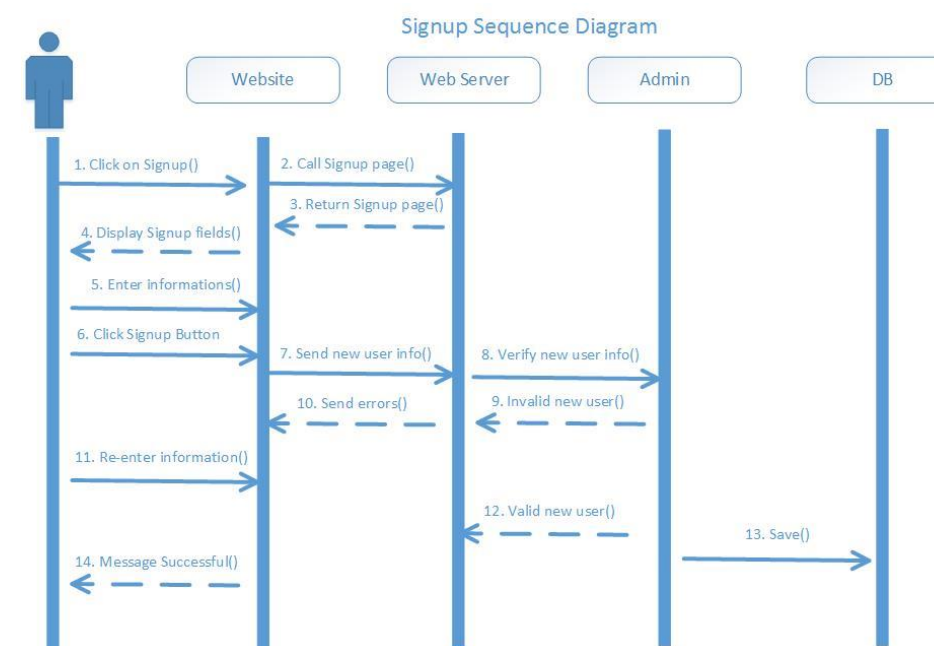 Signup Sequence Diagram
Website
Web Server
Admin
DB
1. Click on Signup()
2. Call Signup page()
3. Return Signup page()
4. Display Signup fields()
5. Enter informations()
6. Click Signup Button
7. Send new user info()
8. Verify new user info()
9. Invalid new user()
10. Send errors()
11. Re-enter information()
12. Valid new user()
13. Save()
14. Message Successful()